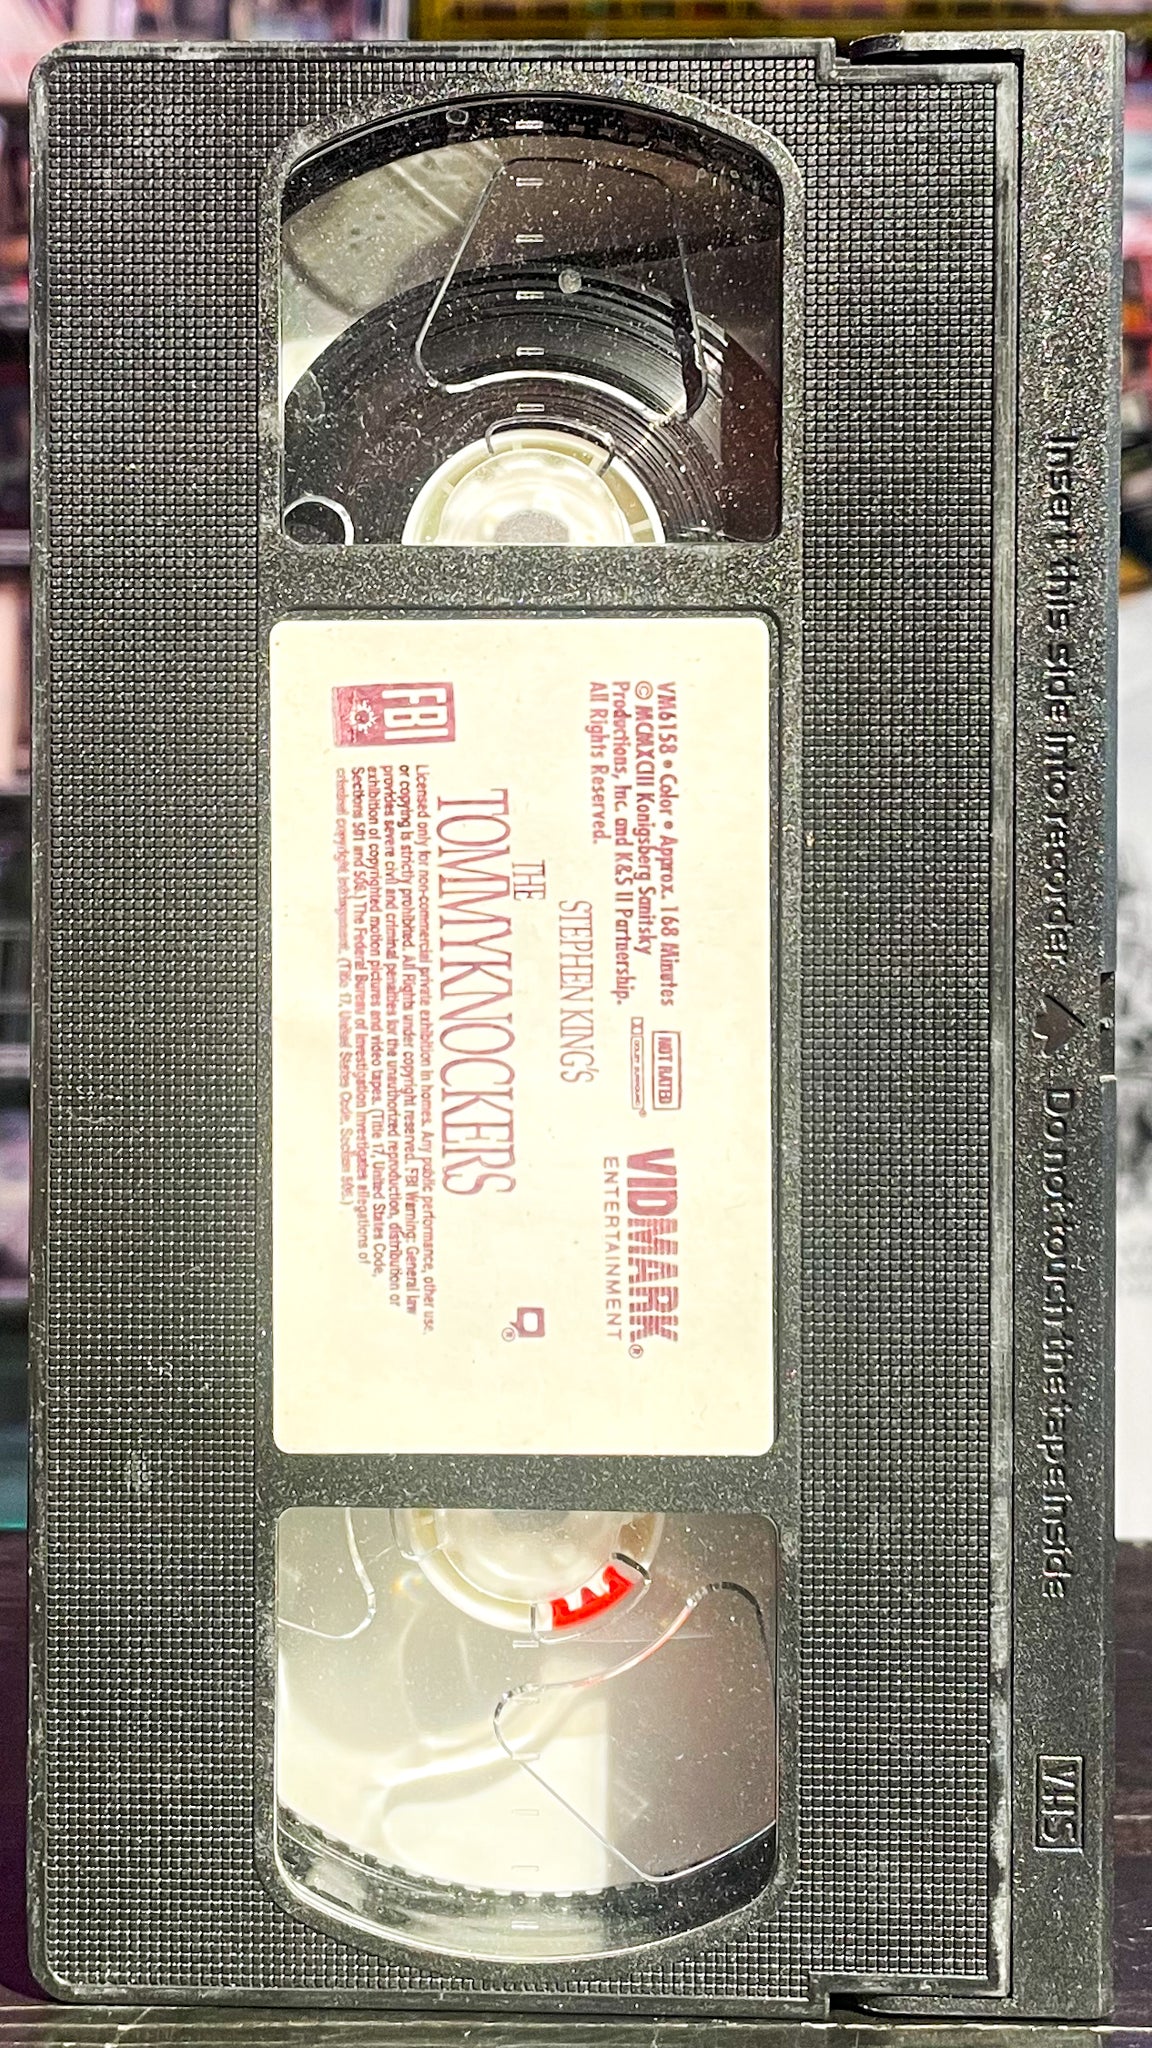 Insert this side into recorder
Do not touch the tape inside
VHS
VM6158 • Color • Approx. 168 Minutes
© MCMXCIII Konigsberg Sanitsky
Productions, Inc. and K&S II Partnership.
All Rights Reserved.
NOT RATED
DOLBY SURROUND ®
VIDMARK®
ENTERTAINMENT
STEPHEN KING'S
THE
TOMMYKNOCKERS
®
FBI
Licensed only for non-commercial private exhibition in homes. Any public performance, other use,
or copying is strictly prohibited. All Rights under copyright reserved. FBI Warning: General law
provides severe civil and criminal penalties for the unauthorized reproduction, distribution or
exhibition of copyrighted motion pictures and video tapes. (Title 17, United States Code,
Sections 501 and 506.) The Federal Bureau of Investigation investigates allegations of
criminal copyright infringement. (Title 17, United States Code, Section 506.)